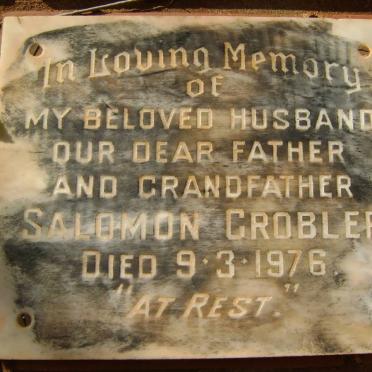 In Loving Memory
OF
MY BELOVED HUSBAND
OUR DEAR FATHER
AND GRANDFATHER
SALOMON GROBLER
DIED 9·3·1976.
"AT REST."